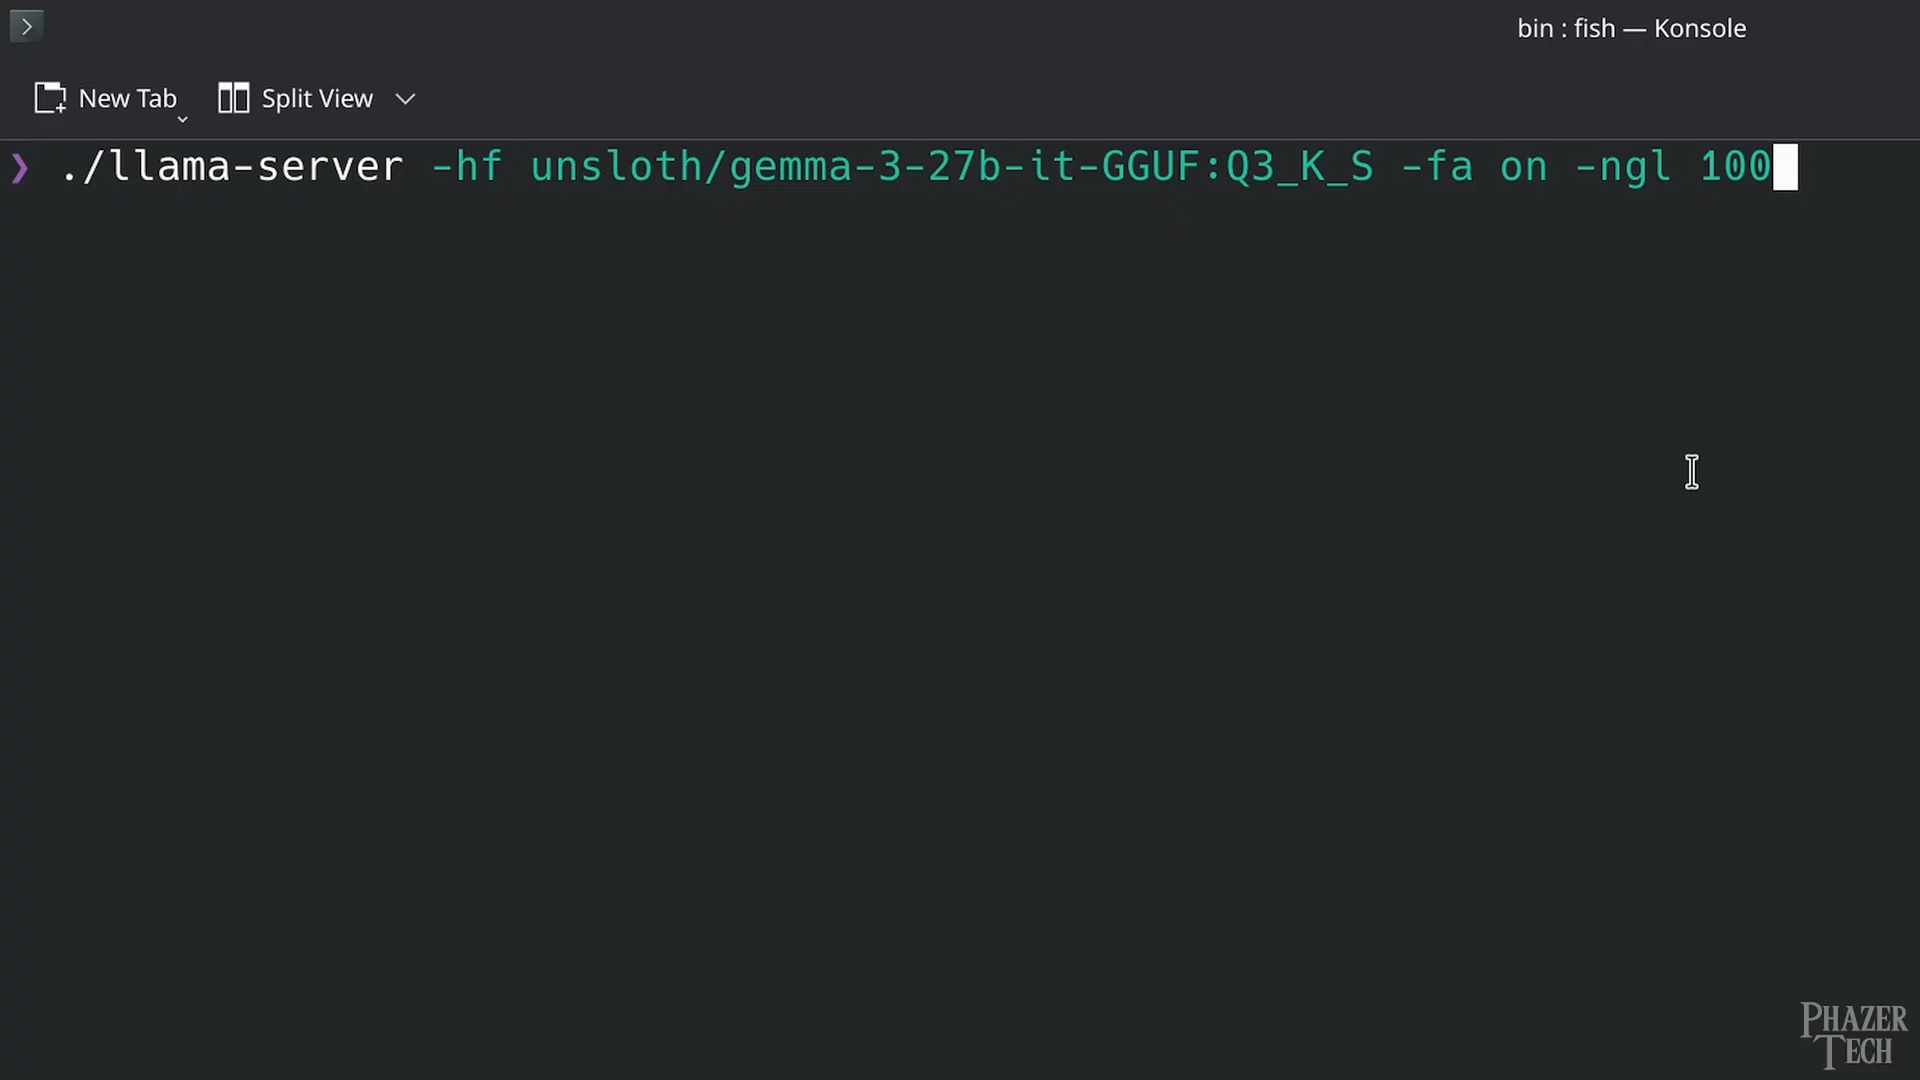 bin : fish — Konsole
New Tab Split View
❯ ./llama-server -hf unsloth/gemma-3-27b-it-GGUF:Q3_K_S -fa on -ngl 100
PHAZER
TECH